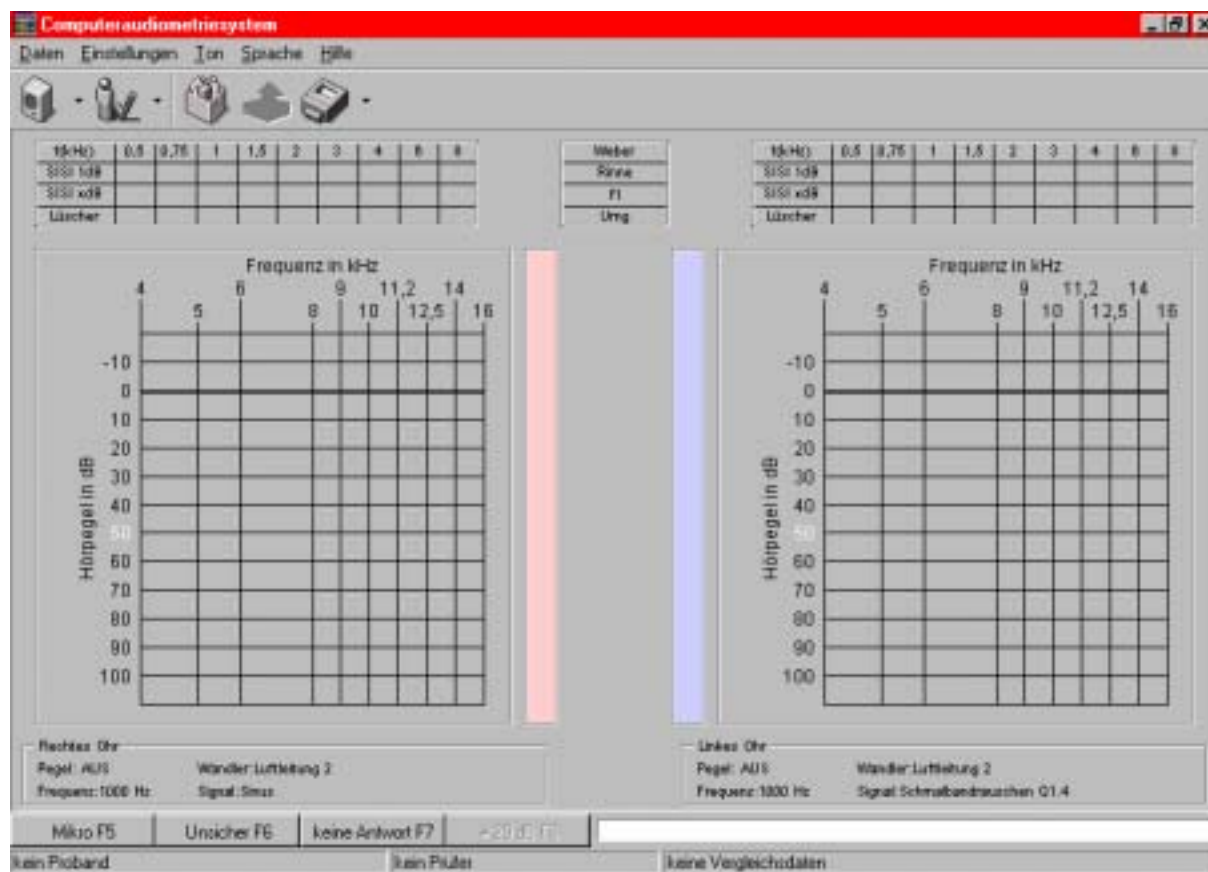 Computeraudiometriesystem
Daten Einstellungen Ton Sprache Hilfe
f(kHz) 0,5 0,75 1 1,5 2 3 4 6 8
SISI 1dB
SISI xdB
Lüscher
Weber
Rinne
Umg
f(kHz) 0,5 0,75 1 1,5 2 3 4 6 8
SISI 1dB
SISI xdB
Lüscher
Frequenz in kHz
4 6 9 11,2 14
5 8 10 12,5 16
-10
0
10
20
30
40
50
60
70
80
90
100
Hörpegel in dB
Frequenz in kHz
4 6 9 11,2 14
5 8 10 12,5 16
-10
0
10
20
30
40
50
60
70
80
90
100
Hörpegel in dB
Rechtes Ohr
Pegel: AUS Wandler:Luftleitung 2
Frequenz:1000 Hz Signal:Sinus
Linkes Ohr
Pegel: AUS Wandler:Luftleitung 2
Frequenz:1000 Hz Signal:Schmalbandrauschen Q1.4
Mikro F5 Unsicher F6 keine Antwort F7
kein Proband kein Prüfer keine Vergleichsdaten